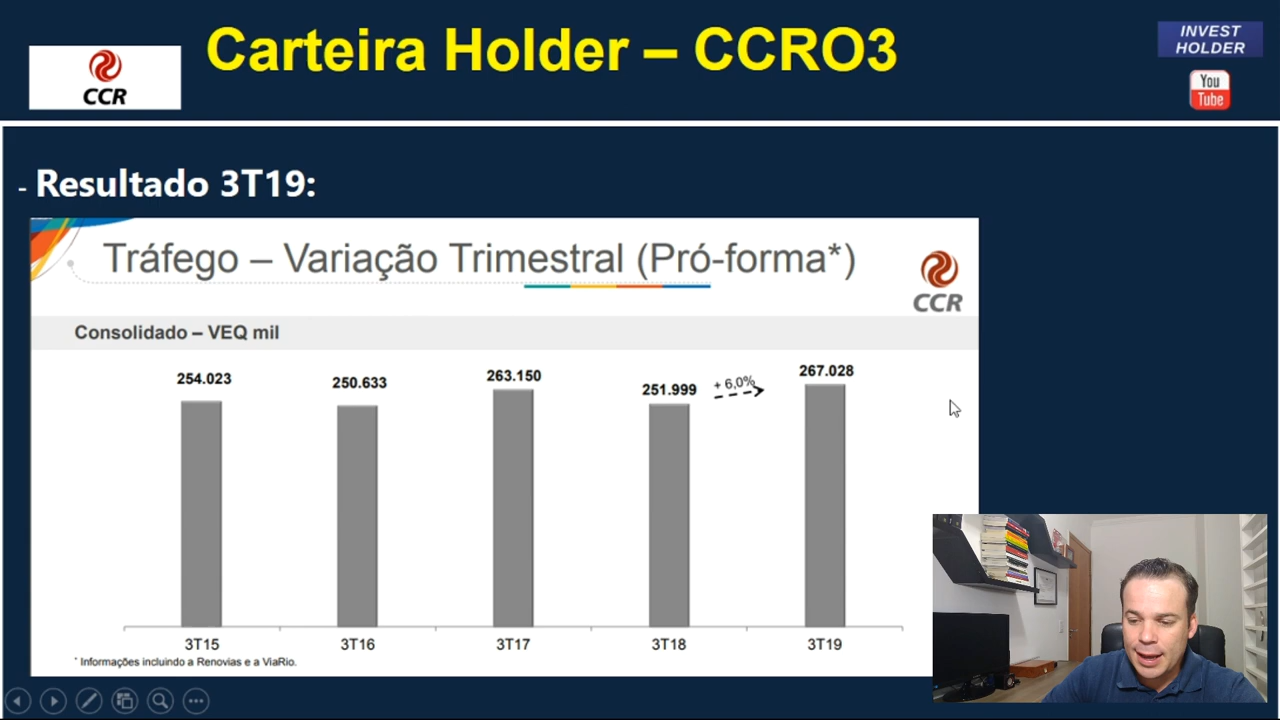 CCR
Carteira Holder – CCRO3
INVEST
HOLDER
You
Tube
- Resultado 3T19:
Tráfego – Variação Trimestral (Pró-forma*)
CCR
Consolidado – VEQ mil
254.023
250.633
263.150
251.999
+ 6,0%
267.028
3T15
3T16
3T17
3T18
3T19
* Informações incluindo a Renovias e a ViaRio.